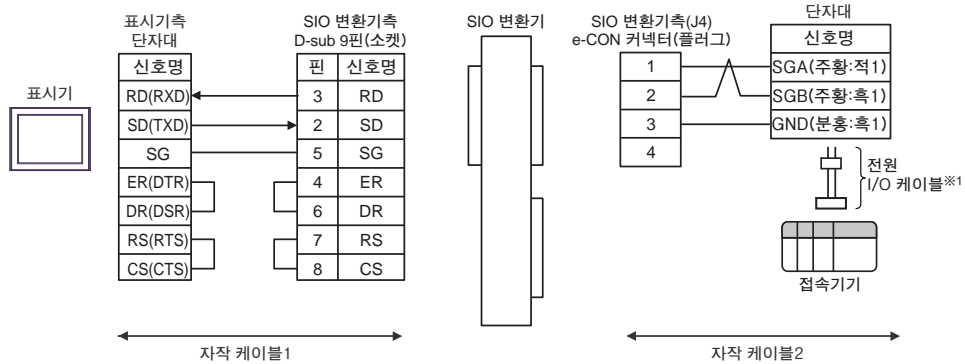 표시기
표시기측
단자대
신호명
RD(RXD)
SD(TXD)
SG
ER(DTR)
DR(DSR)
RS(RTS)
CS(CTS)
SIO 변환기측
D-sub 9핀(소켓)
핀 신호명
3 RD
2 SD
5 SG
4 ER
6 DR
7 RS
8 CS
자작 케이블1
SIO 변환기
SIO 변환기측(J4)
e-CON 커넥터(플러그)
1
2
3
4
단자대
신호명
SGA(주황:적1)
SGB(주황:흑1)
GND(분홍:흑1)
전원
I/O 케이블※1
접속기기
자작 케이블2